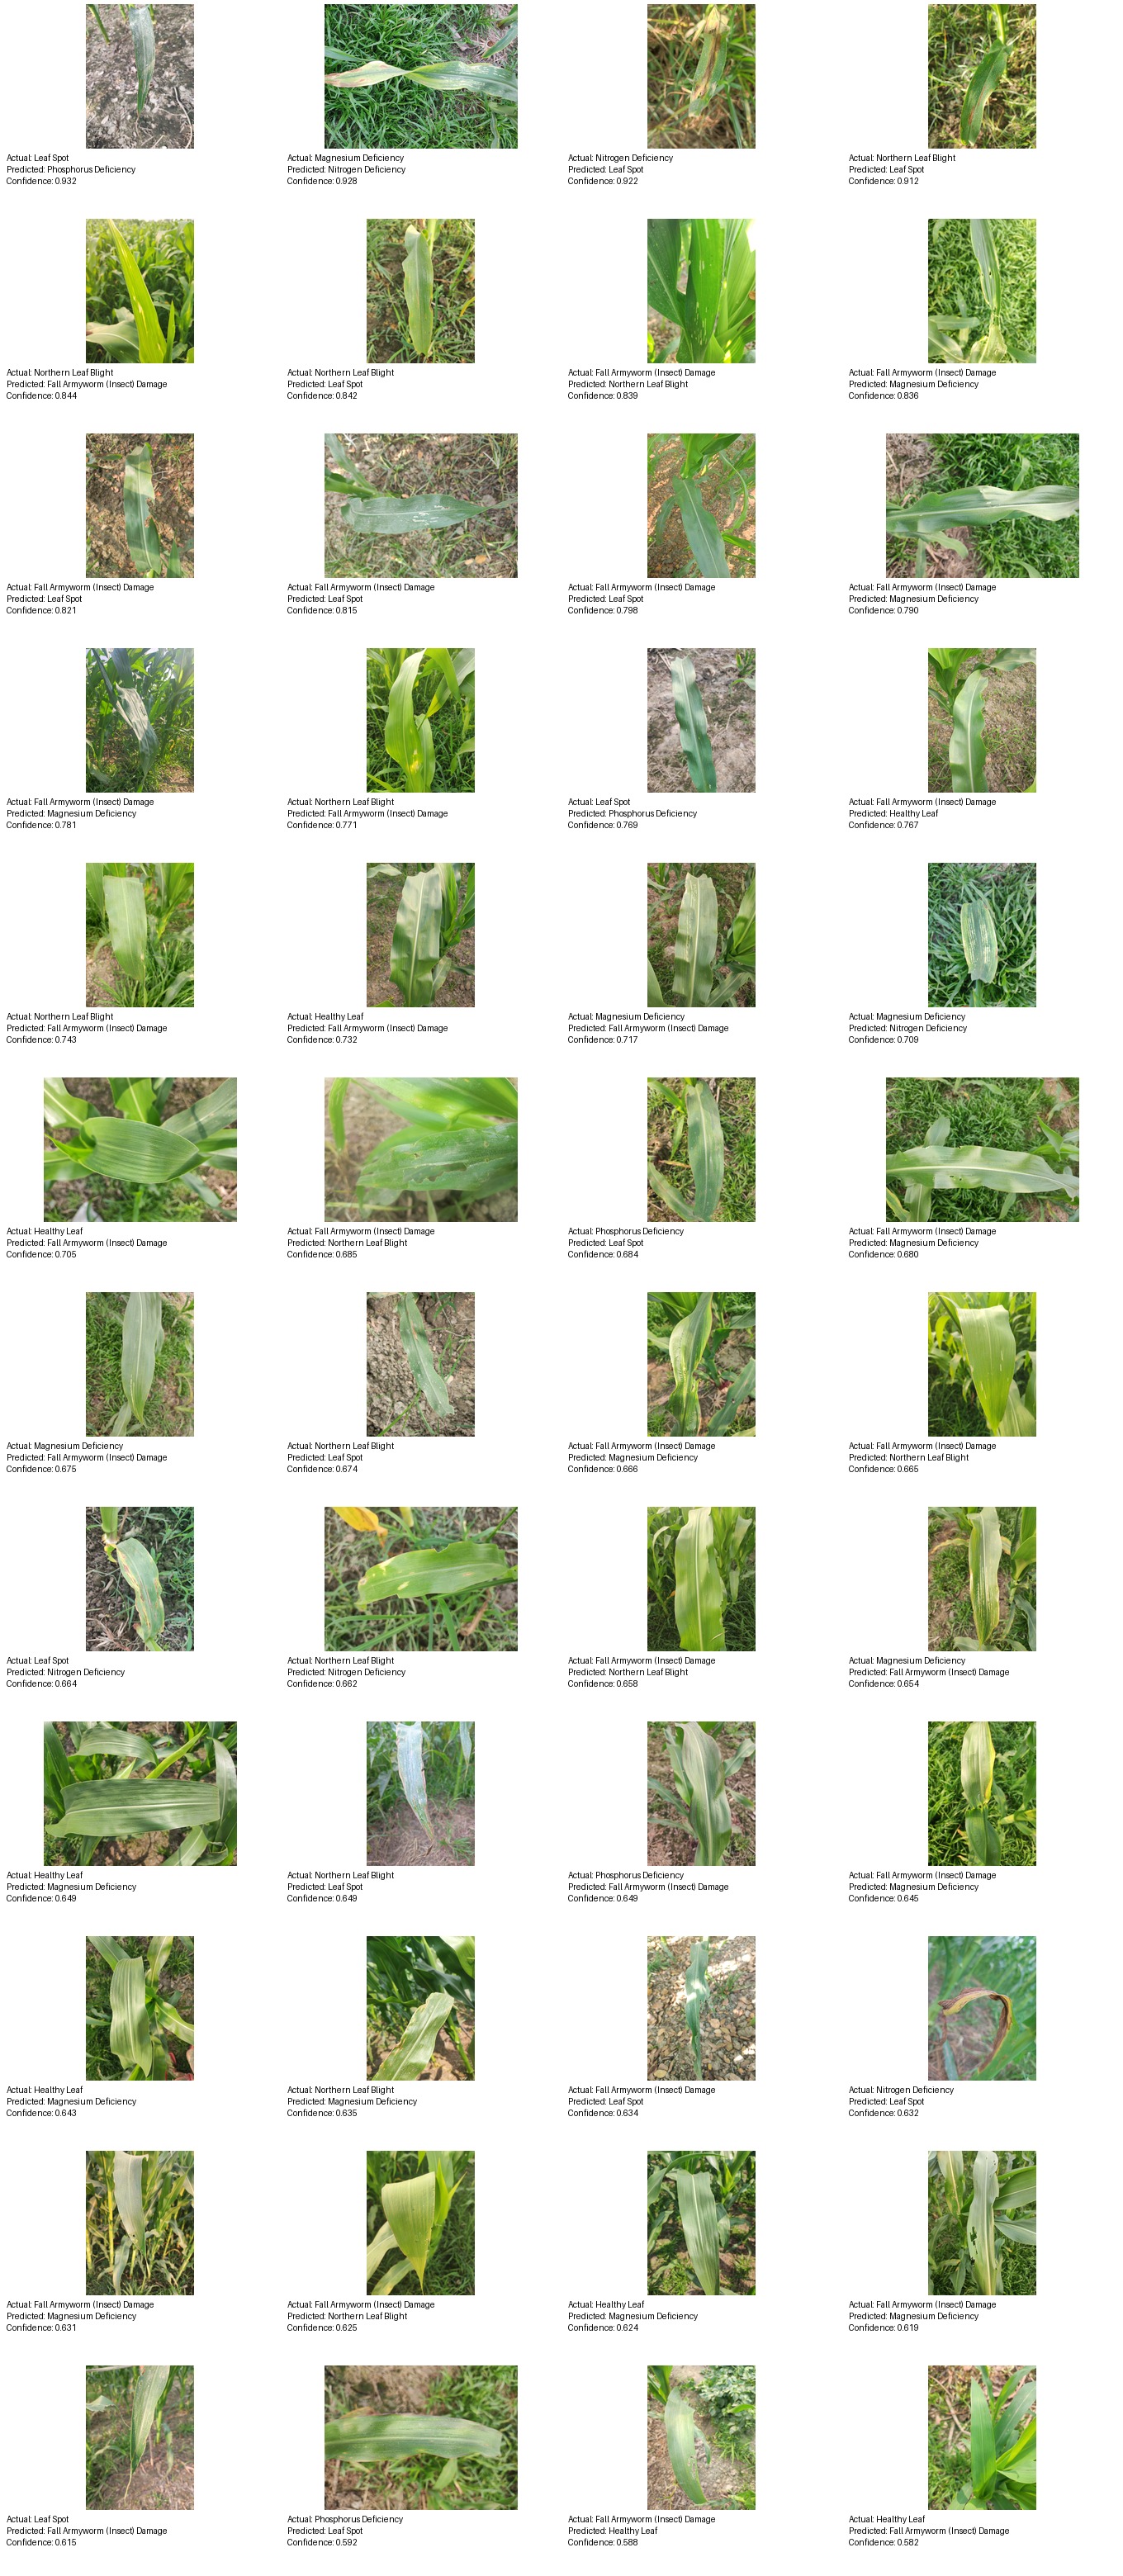 Actual: Leaf Spot
Predicted: Phosphorus Deficiency
Confidence: 0.932
Actual: Magnesium Deficiency
Predicted: Nitrogen Deficiency
Confidence: 0.928
Actual: Nitrogen Deficiency
Predicted: Leaf Spot
Confidence: 0.922
Actual: Northern Leaf Blight
Predicted: Leaf Spot
Confidence: 0.912
Actual: Northern Leaf Blight
Predicted: Fall Armyworm (Insect) Damage
Confidence: 0.844
Actual: Northern Leaf Blight
Predicted: Leaf Spot
Confidence: 0.842
Actual: Fall Armyworm (Insect) Damage
Predicted: Northern Leaf Blight
Confidence: 0.839
Actual: Fall Armyworm (Insect) Damage
Predicted: Magnesium Deficiency
Confidence: 0.836
Actual: Fall Armyworm (Insect) Damage
Predicted: Leaf Spot
Confidence: 0.821
Actual: Fall Armyworm (Insect) Damage
Predicted: Leaf Spot
Confidence: 0.815
Actual: Fall Armyworm (Insect) Damage
Predicted: Leaf Spot
Confidence: 0.798
Actual: Fall Armyworm (Insect) Damage
Predicted: Magnesium Deficiency
Confidence: 0.790
Actual: Fall Armyworm (Insect) Damage
Predicted: Magnesium Deficiency
Confidence: 0.781
Actual: Northern Leaf Blight
Predicted: Fall Armyworm (Insect) Damage
Confidence: 0.771
Actual: Leaf Spot
Predicted: Phosphorus Deficiency
Confidence: 0.769
Actual: Fall Armyworm (Insect) Damage
Predicted: Healthy Leaf
Confidence: 0.767
Actual: Northern Leaf Blight
Predicted: Fall Armyworm (Insect) Damage
Confidence: 0.743
Actual: Healthy Leaf
Predicted: Fall Armyworm (Insect) Damage
Confidence: 0.732
Actual: Magnesium Deficiency
Predicted: Fall Armyworm (Insect) Damage
Confidence: 0.717
Actual: Magnesium Deficiency
Predicted: Nitrogen Deficiency
Confidence: 0.709
Actual: Healthy Leaf
Predicted: Fall Armyworm (Insect) Damage
Confidence: 0.705
Actual: Fall Armyworm (Insect) Damage
Predicted: Northern Leaf Blight
Confidence: 0.685
Actual: Phosphorus Deficiency
Predicted: Leaf Spot
Confidence: 0.684
Actual: Fall Armyworm (Insect) Damage
Predicted: Magnesium Deficiency
Confidence: 0.680
Actual: Magnesium Deficiency
Predicted: Fall Armyworm (Insect) Damage
Confidence: 0.675
Actual: Northern Leaf Blight
Predicted: Leaf Spot
Confidence: 0.674
Actual: Fall Armyworm (Insect) Damage
Predicted: Magnesium Deficiency
Confidence: 0.666
Actual: Fall Armyworm (Insect) Damage
Predicted: Northern Leaf Blight
Confidence: 0.665
Actual: Leaf Spot
Predicted: Nitrogen Deficiency
Confidence: 0.664
Actual: Northern Leaf Blight
Predicted: Nitrogen Deficiency
Confidence: 0.662
Actual: Fall Armyworm (Insect) Damage
Predicted: Northern Leaf Blight
Confidence: 0.658
Actual: Magnesium Deficiency
Predicted: Fall Armyworm (Insect) Damage
Confidence: 0.654
Actual: Healthy Leaf
Predicted: Magnesium Deficiency
Confidence: 0.649
Actual: Northern Leaf Blight
Predicted: Leaf Spot
Confidence: 0.649
Actual: Phosphorus Deficiency
Predicted: Fall Armyworm (Insect) Damage
Confidence: 0.649
Actual: Fall Armyworm (Insect) Damage
Predicted: Magnesium Deficiency
Confidence: 0.645
Actual: Healthy Leaf
Predicted: Magnesium Deficiency
Confidence: 0.643
Actual: Northern Leaf Blight
Predicted: Magnesium Deficiency
Confidence: 0.635
Actual: Fall Armyworm (Insect) Damage
Predicted: Leaf Spot
Confidence: 0.634
Actual: Nitrogen Deficiency
Predicted: Leaf Spot
Confidence: 0.632
Actual: Fall Armyworm (Insect) Damage
Predicted: Magnesium Deficiency
Confidence: 0.631
Actual: Fall Armyworm (Insect) Damage
Predicted: Northern Leaf Blight
Confidence: 0.625
Actual: Healthy Leaf
Predicted: Magnesium Deficiency
Confidence: 0.624
Actual: Fall Armyworm (Insect) Damage
Predicted: Magnesium Deficiency
Confidence: 0.619
Actual: Leaf Spot
Predicted: Fall Armyworm (Insect) Damage
Confidence: 0.615
Actual: Phosphorus Deficiency
Predicted: Leaf Spot
Confidence: 0.592
Actual: Fall Armyworm (Insect) Damage
Predicted: Healthy Leaf
Confidence: 0.588
Actual: Healthy Leaf
Predicted: Fall Armyworm (Insect) Damage
Confidence: 0.582